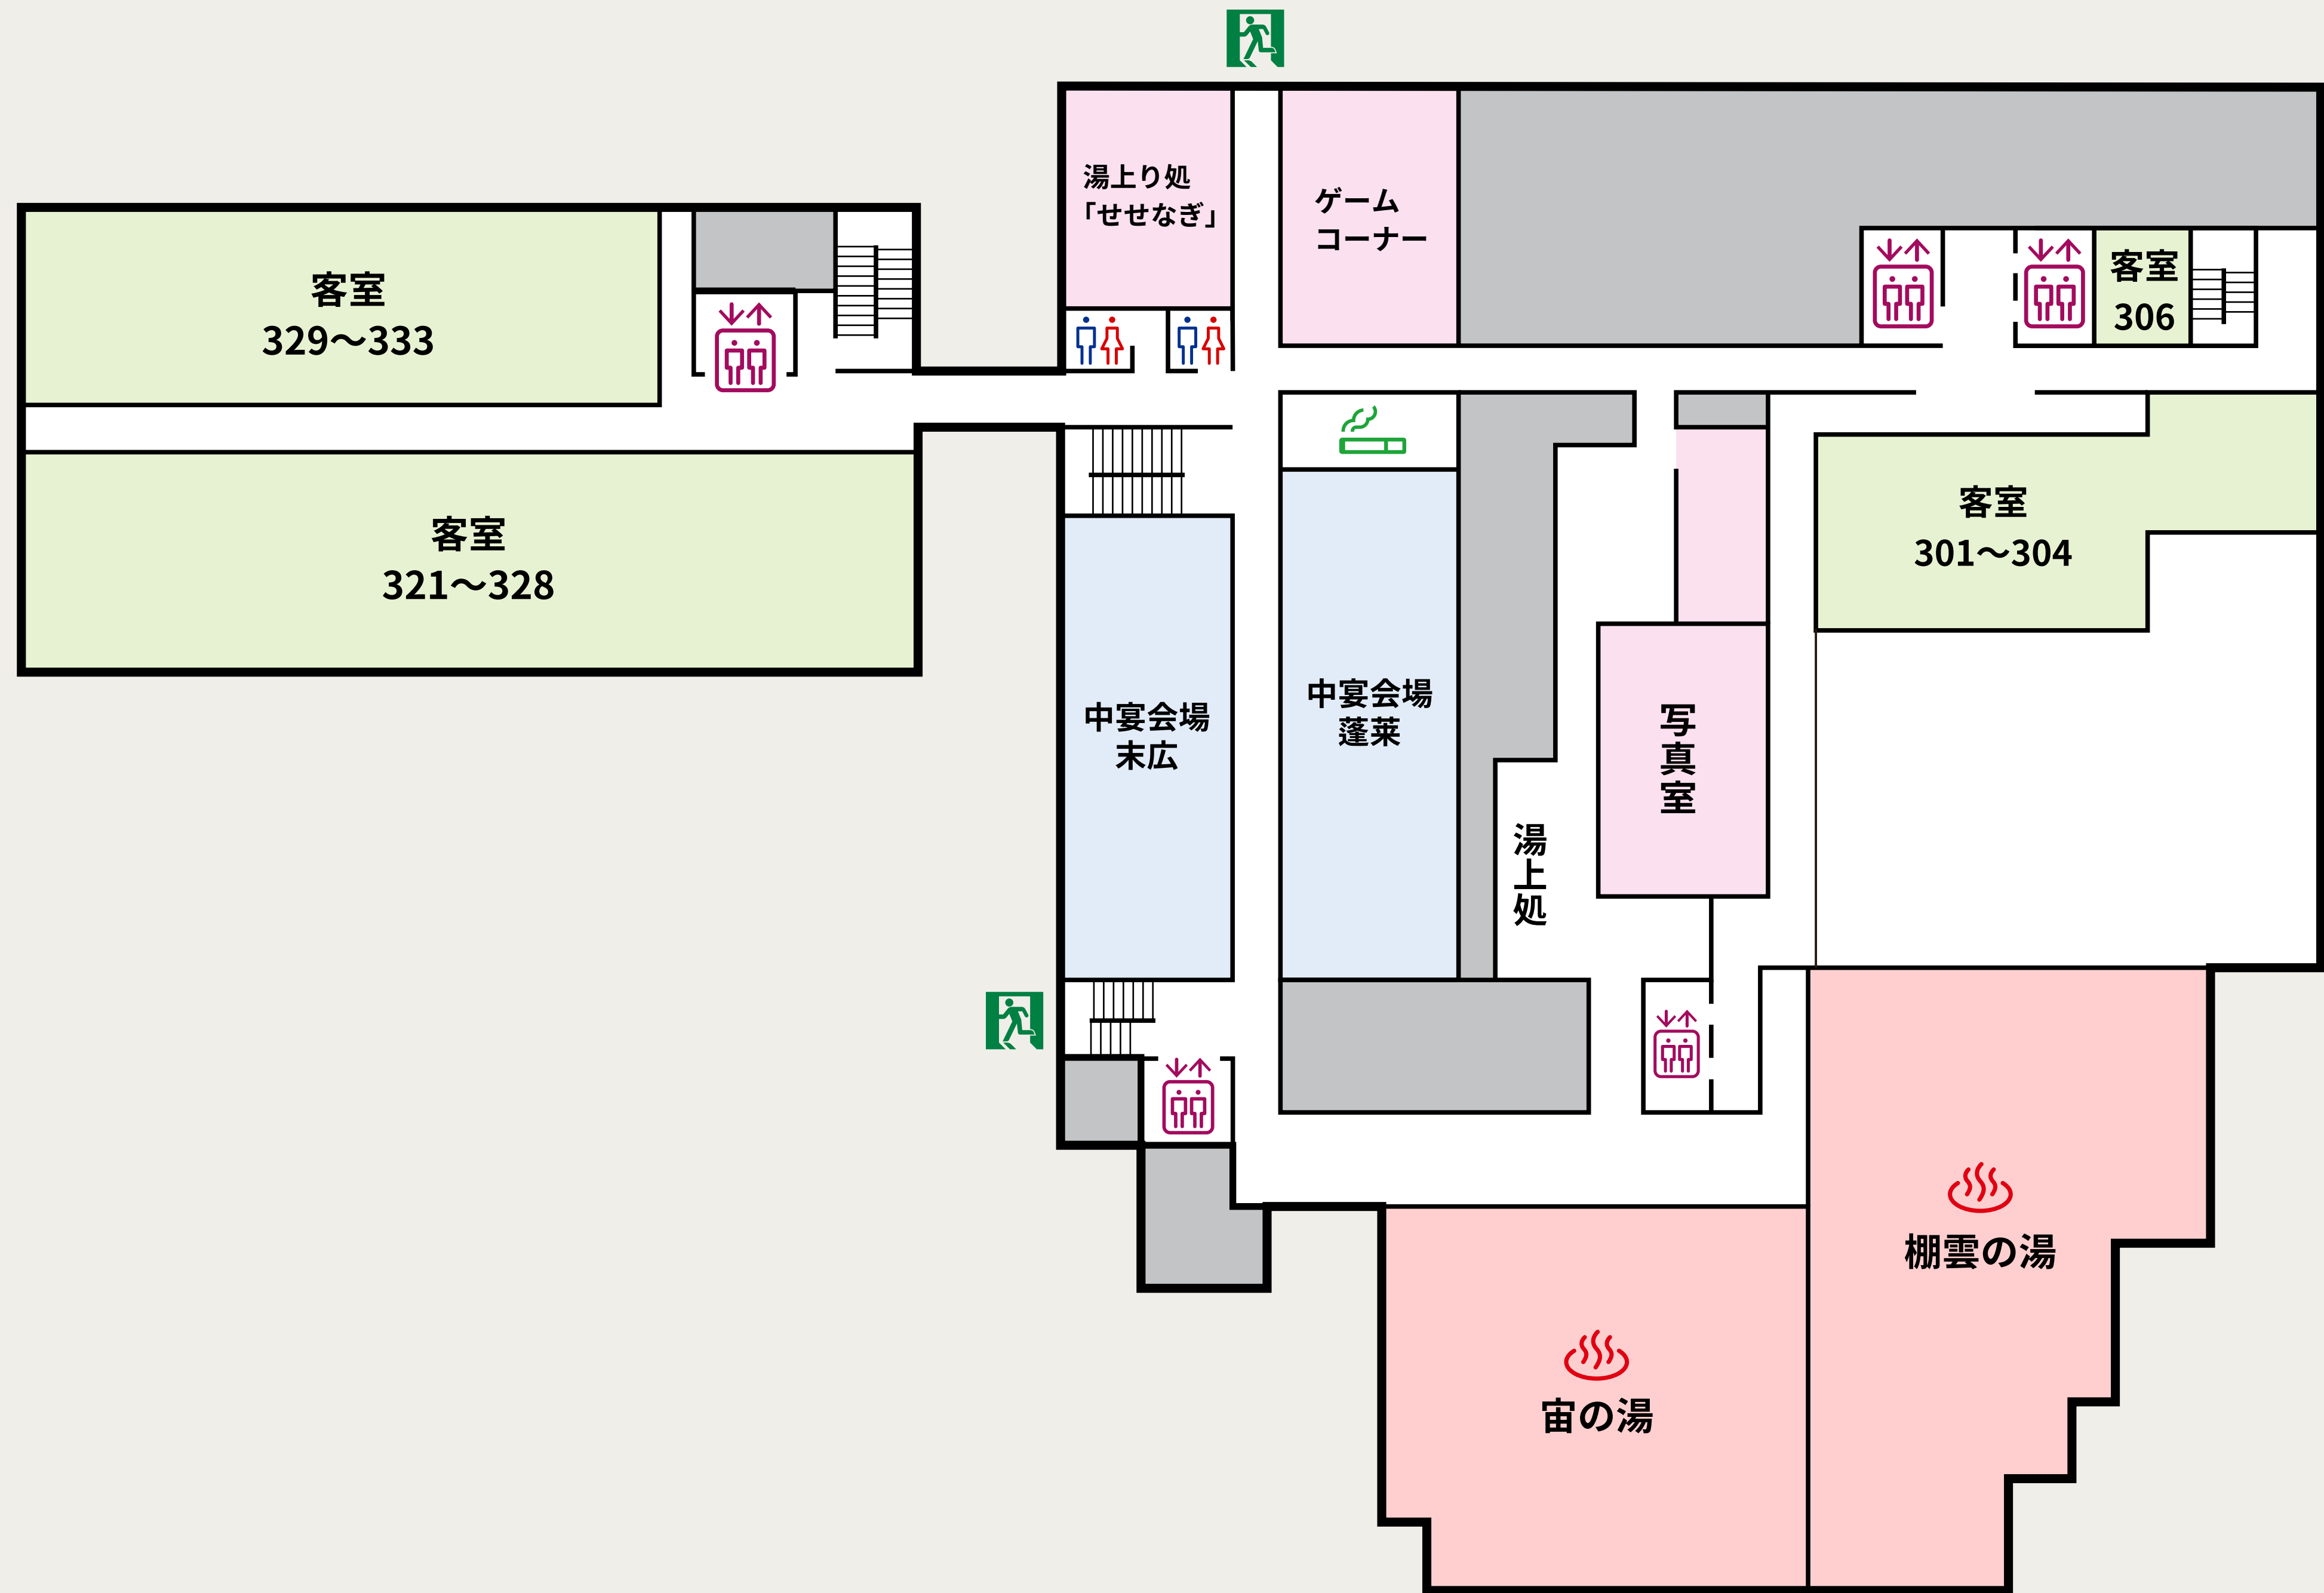 湯上り処
「せせなぎ」
ゲーム
コーナー
客室
306
客室
329〜333
客室
321〜328
客室
301〜304
中宴会場
末広
中宴会場
蓬莱
写真室
湯上処
棚雲の湯
宙の湯